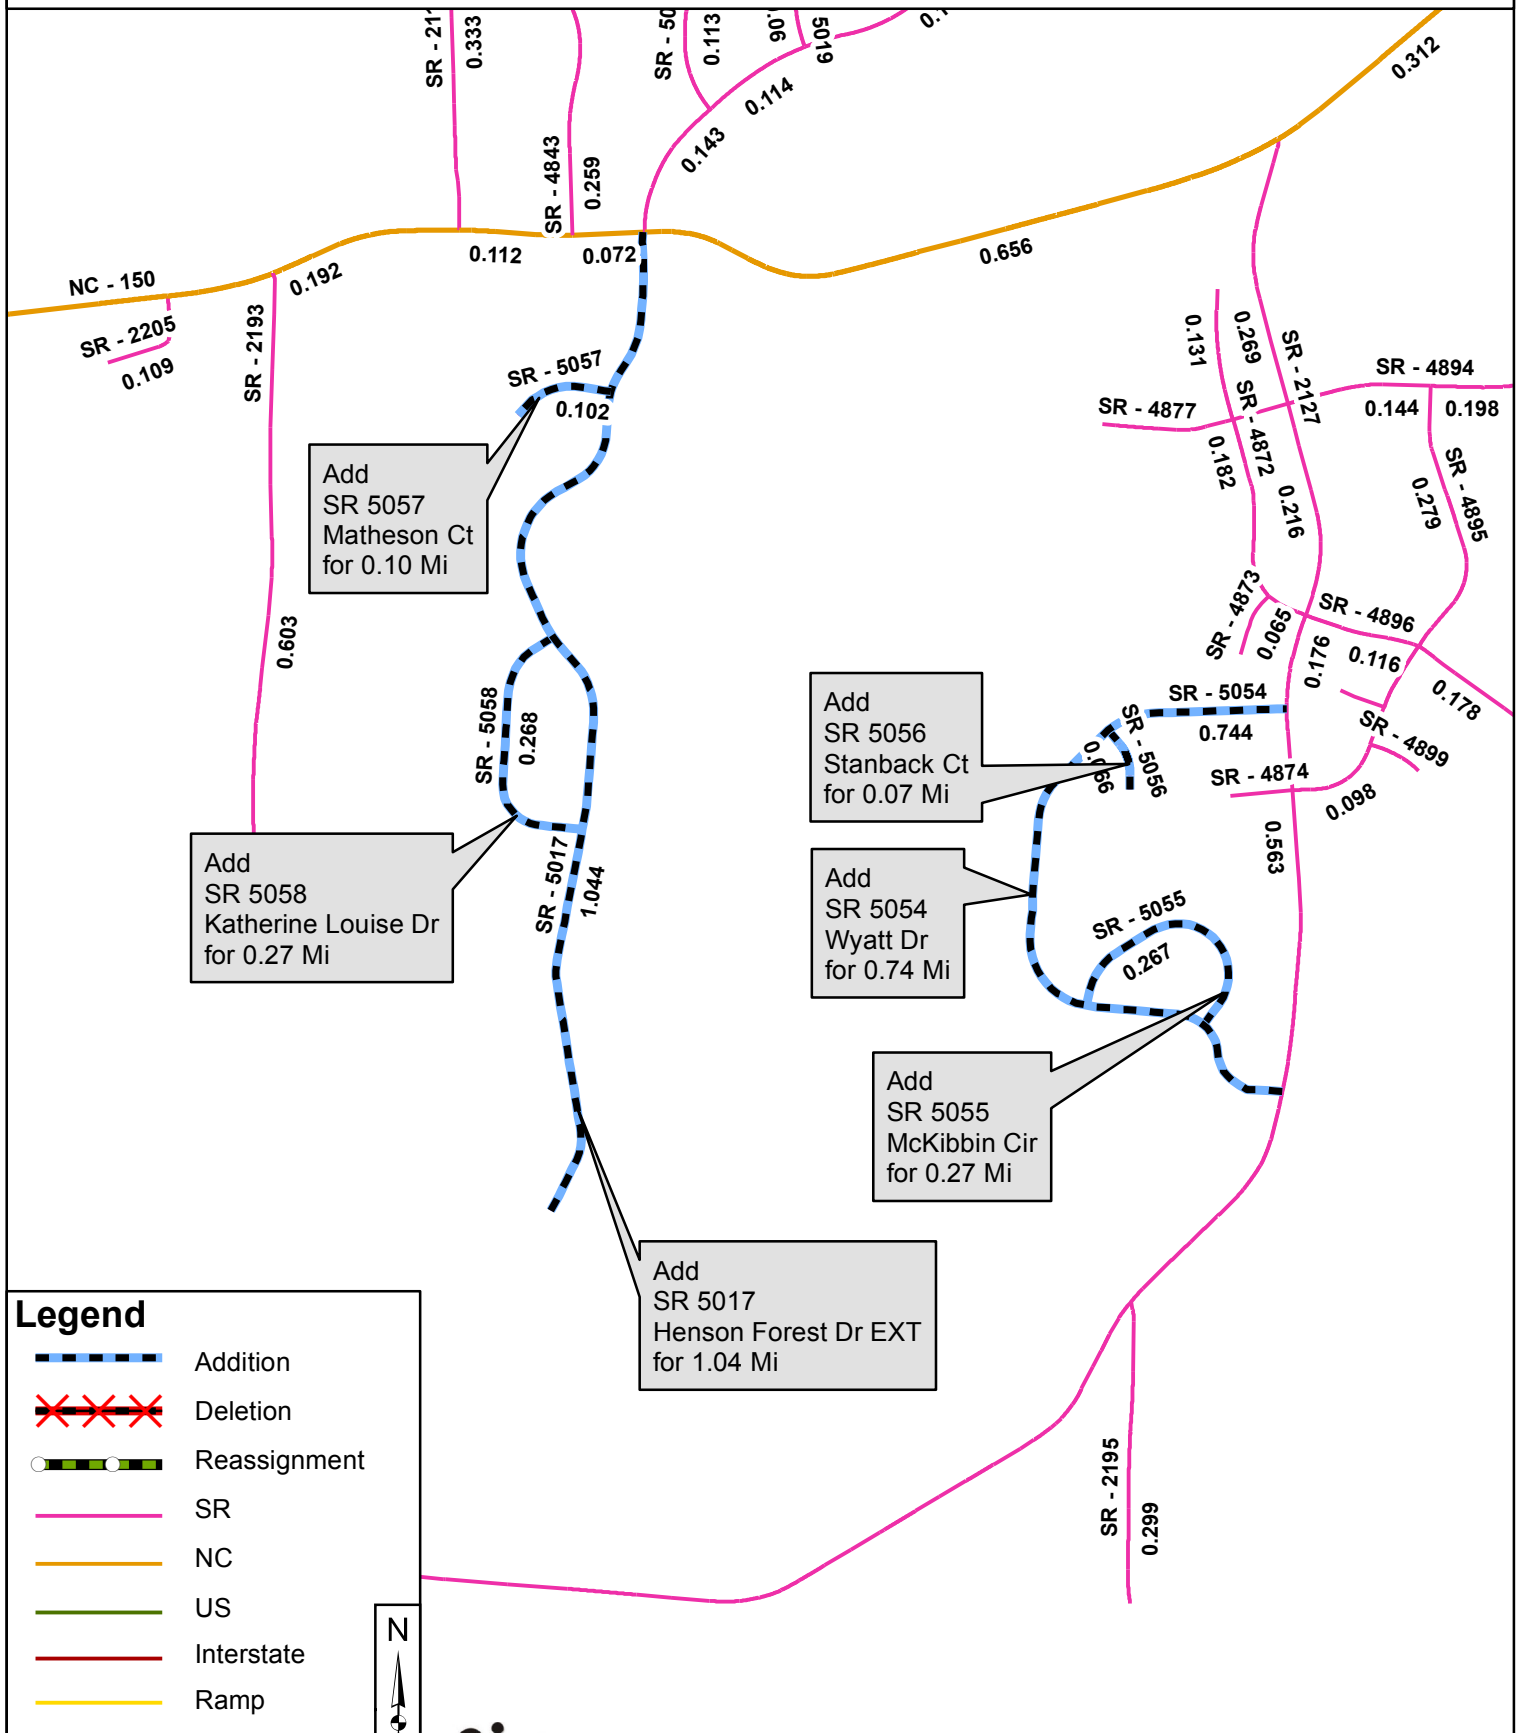 0.333
SR - 50
0.113
5019
0.114
0.143
0.312
SR - 4843
0.259
0.112
0.072
0.656
NC - 150
0.192
SR - 2205
0.109
SR - 2193
0.603
SR - 5057
0.102
Add
SR 5057
Matheson Ct
for 0.10 Mi
0.131
0.269
SR - 2127
SR - 4894
0.144
0.198
SR - 4877
SR - 4872
0.182
0.216
SR - 4895
0.279
SR - 4873
0.065
SR - 4896
0.176
0.116
0.178
SR - 5058
0.268
SR - 5054
0.744
SR - 5056
0.066
Add
SR 5056
Stanback Ct
for 0.07 Mi
SR - 4899
SR - 4874
0.098
0.563
Add
SR 5058
Katherine Louise Dr
for 0.27 Mi
SR - 5017
1.044
Add
SR 5054
Wyatt Dr
for 0.74 Mi
SR - 5055
0.267
Add
SR 5055
McKibbin Cir
for 0.27 Mi
Add
SR 5017
Henson Forest Dr EXT
for 1.04 Mi
SR - 2195
0.299
Legend
Addition
Deletion
Reassignment
SR
NC
US
Interstate
Ramp
N